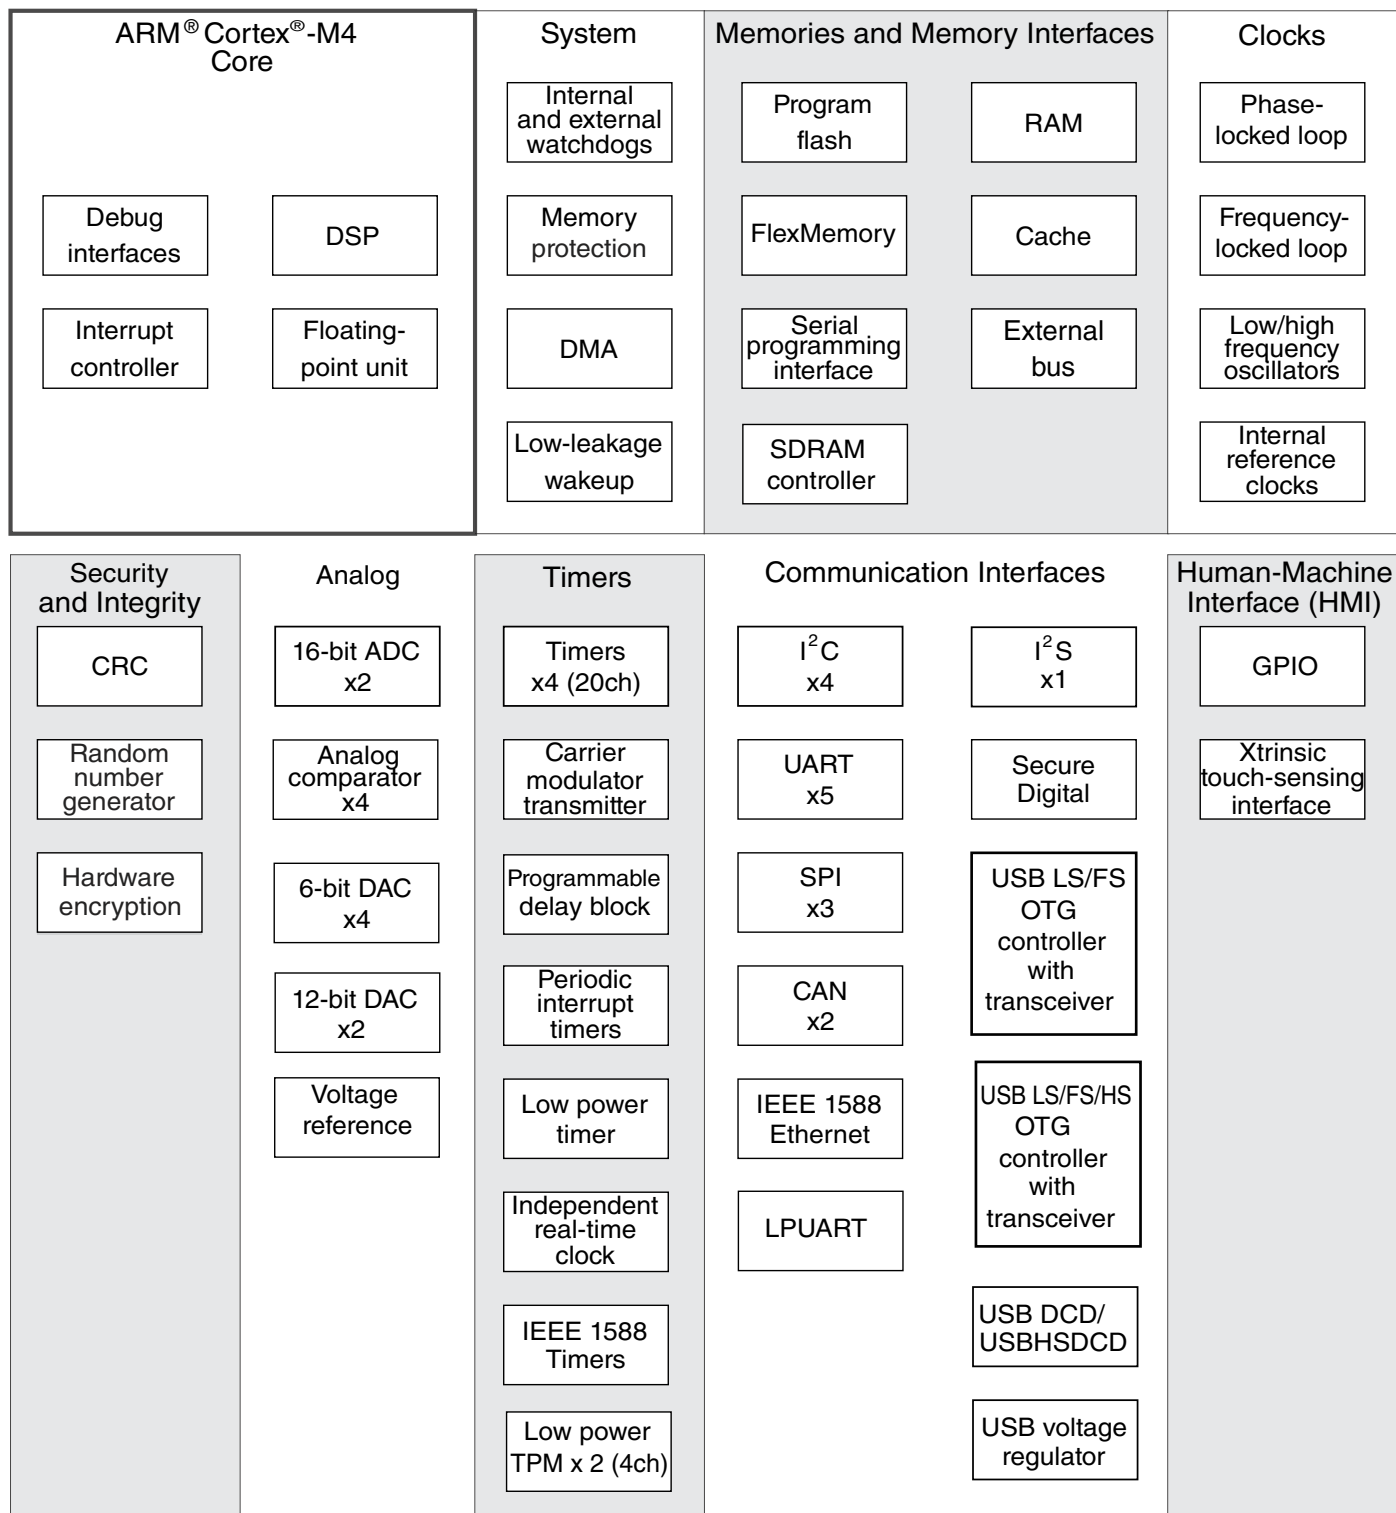 ARM® Cortex®-M4
Core
Debug
interfaces
DSP
Interrupt
controller
Floating-
point unit
System
Internal
and external
watchdogs
Memory
protection
DMA
Low-leakage
wakeup
Memories and Memory Interfaces
Program
flash
RAM
FlexMemory
Cache
Serial
programming
interface
External
bus
SDRAM
controller
Clocks
Phase-
locked loop
Frequency-
locked loop
Low/high
frequency
oscillators
Internal
reference
clocks
Security
and Integrity
CRC
Random
number
generator
Hardware
encryption
Analog
16-bit ADC
x2
Analog
comparator
x4
6-bit DAC
x4
12-bit DAC
x2
Voltage
reference
Timers
Timers
x4 (20ch)
Carrier
modulator
transmitter
Programmable
delay block
Periodic
interrupt
timers
Low power
timer
Independent
real-time
clock
IEEE 1588
Timers
Low power
TPM x 2 (4ch)
Communication Interfaces
I²C
x4
I²S
x1
UART
x5
Secure
Digital
SPI
x3
USB LS/FS
OTG
controller
with
transceiver
CAN
x2
IEEE 1588
Ethernet
USB LS/FS/HS
OTG
controller
with
transceiver
LPUART
USB DCD/
USBHSDCD
USB voltage
regulator
Human-Machine
Interface (HMI)
GPIO
Xtrinsic
touch-sensing
interface